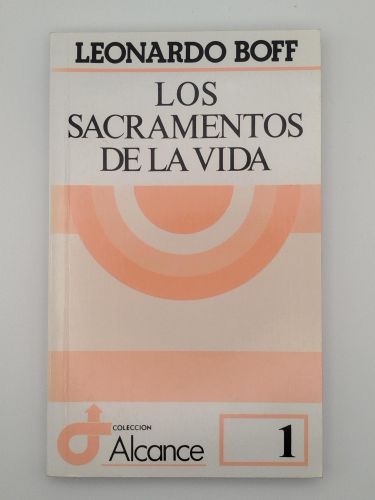 LEONARDO BOFF
LOS
SACRAMENTOS
DE LA VIDA
COLECCION
Alcance
1